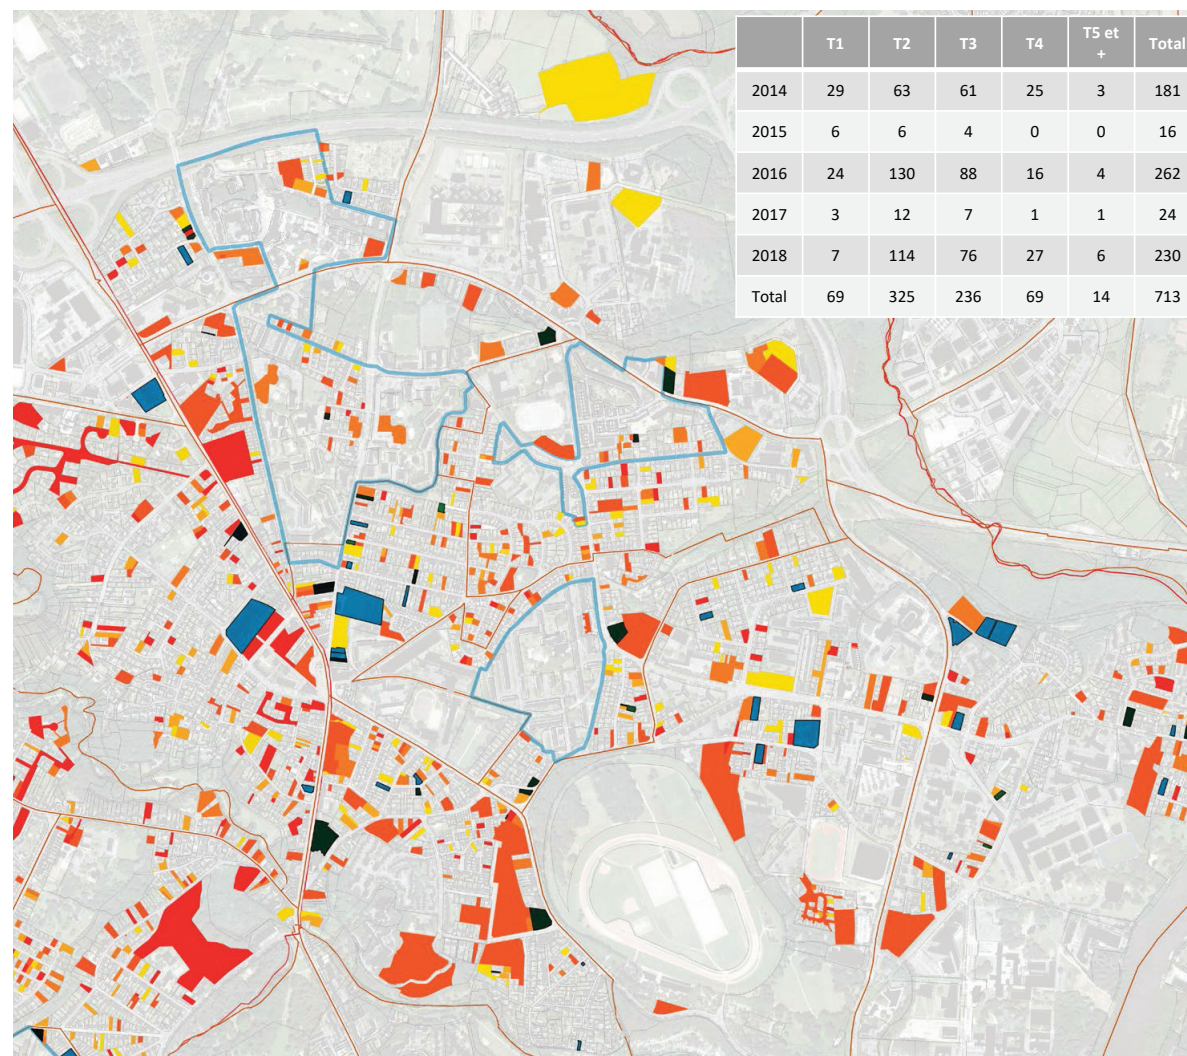 T1 T2 T3 T4 T5 et + Total
2014 29 63 61 25 3 181
2015 6 6 4 0 0 16
2016 24 130 88 16 4 262
2017 3 12 7 1 1 24
2018 7 114 76 27 6 230
Total 69 325 236 69 14 713